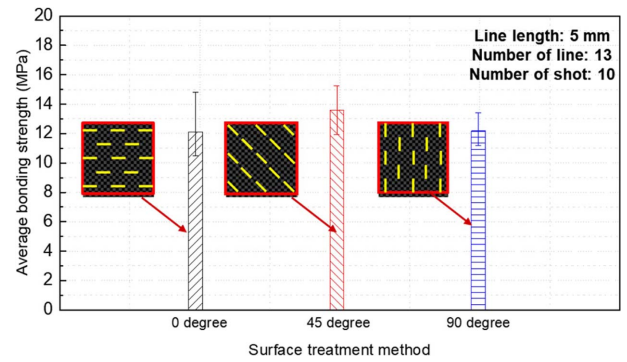 Average bonding strength (MPa)
20
18
16
14
12
10
8
6
4
2
0
Line length: 5 mm
Number of line: 13
Number of shot: 10
0 degree
45 degree
90 degree
Surface treatment method